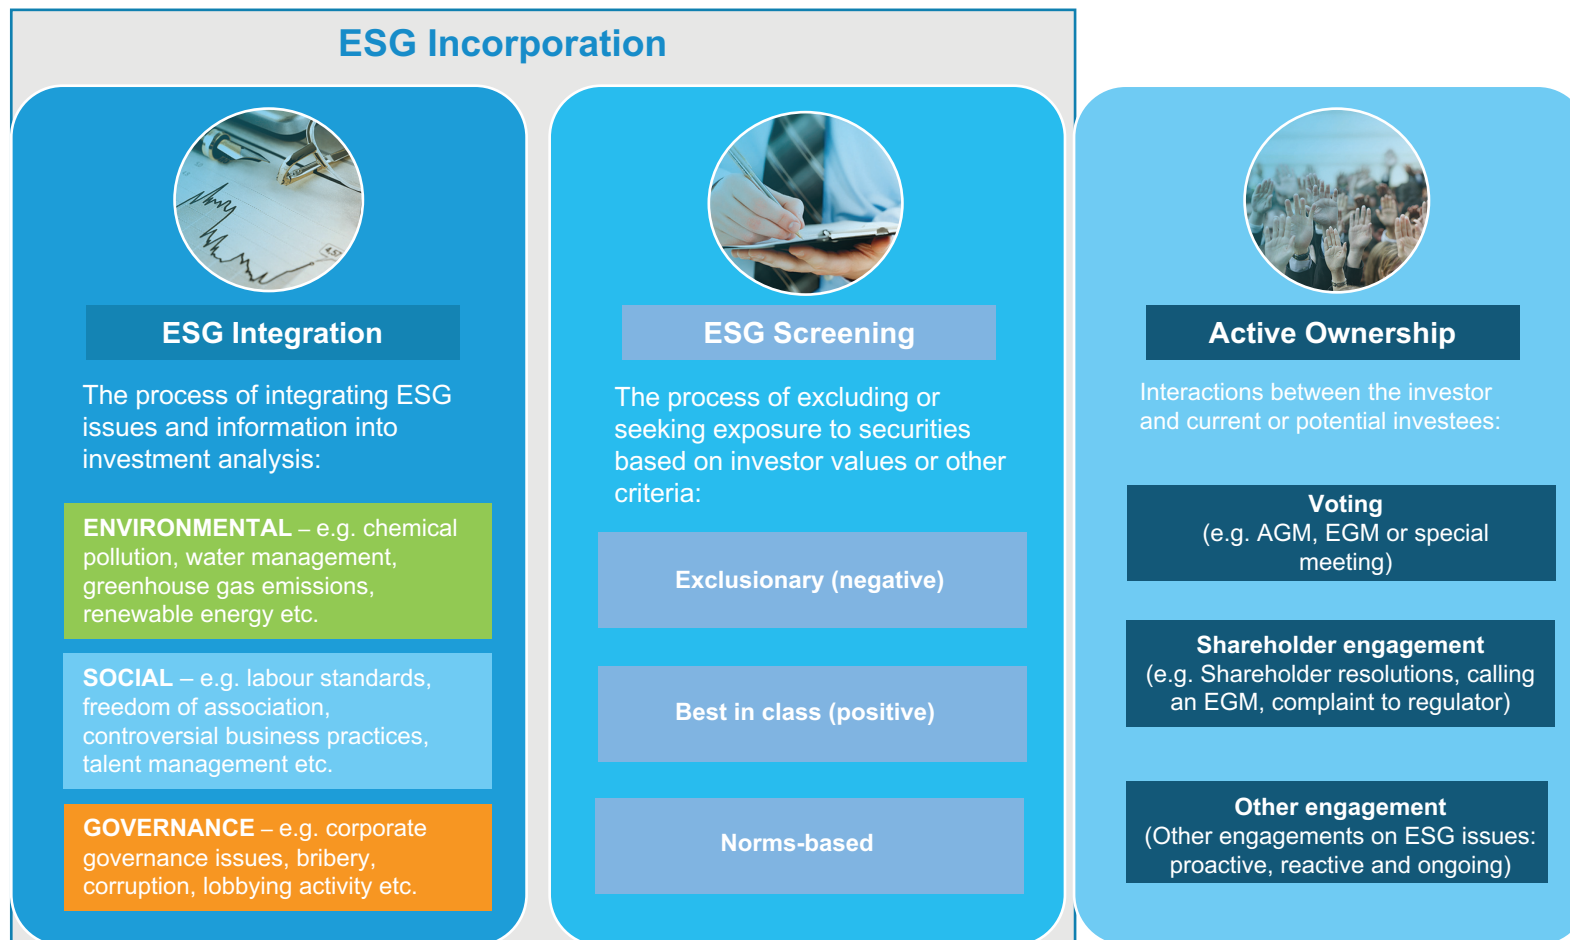 ESG Incorporation
ESG Integration
The process of integrating ESG
issues and information into
investment analysis:
ENVIRONMENTAL – e.g. chemical
pollution, water management,
greenhouse gas emissions,
renewable energy etc.
SOCIAL – e.g. labour standards,
freedom of association,
controversial business practices,
talent management etc.
GOVERNANCE – e.g. corporate
governance issues, bribery,
corruption, lobbying activity etc.
ESG Screening
The process of excluding or
seeking exposure to securities
based on investor values or other
criteria:
Exclusionary (negative)
Best in class (positive)
Norms-based
Active Ownership
Interactions between the investor
and current or potential investees:
Voting
(e.g. AGM, EGM or special
meeting)
Shareholder engagement
(e.g. Shareholder resolutions, calling
an EGM, complaint to regulator)
Other engagement
(Other engagements on ESG issues:
proactive, reactive and ongoing)